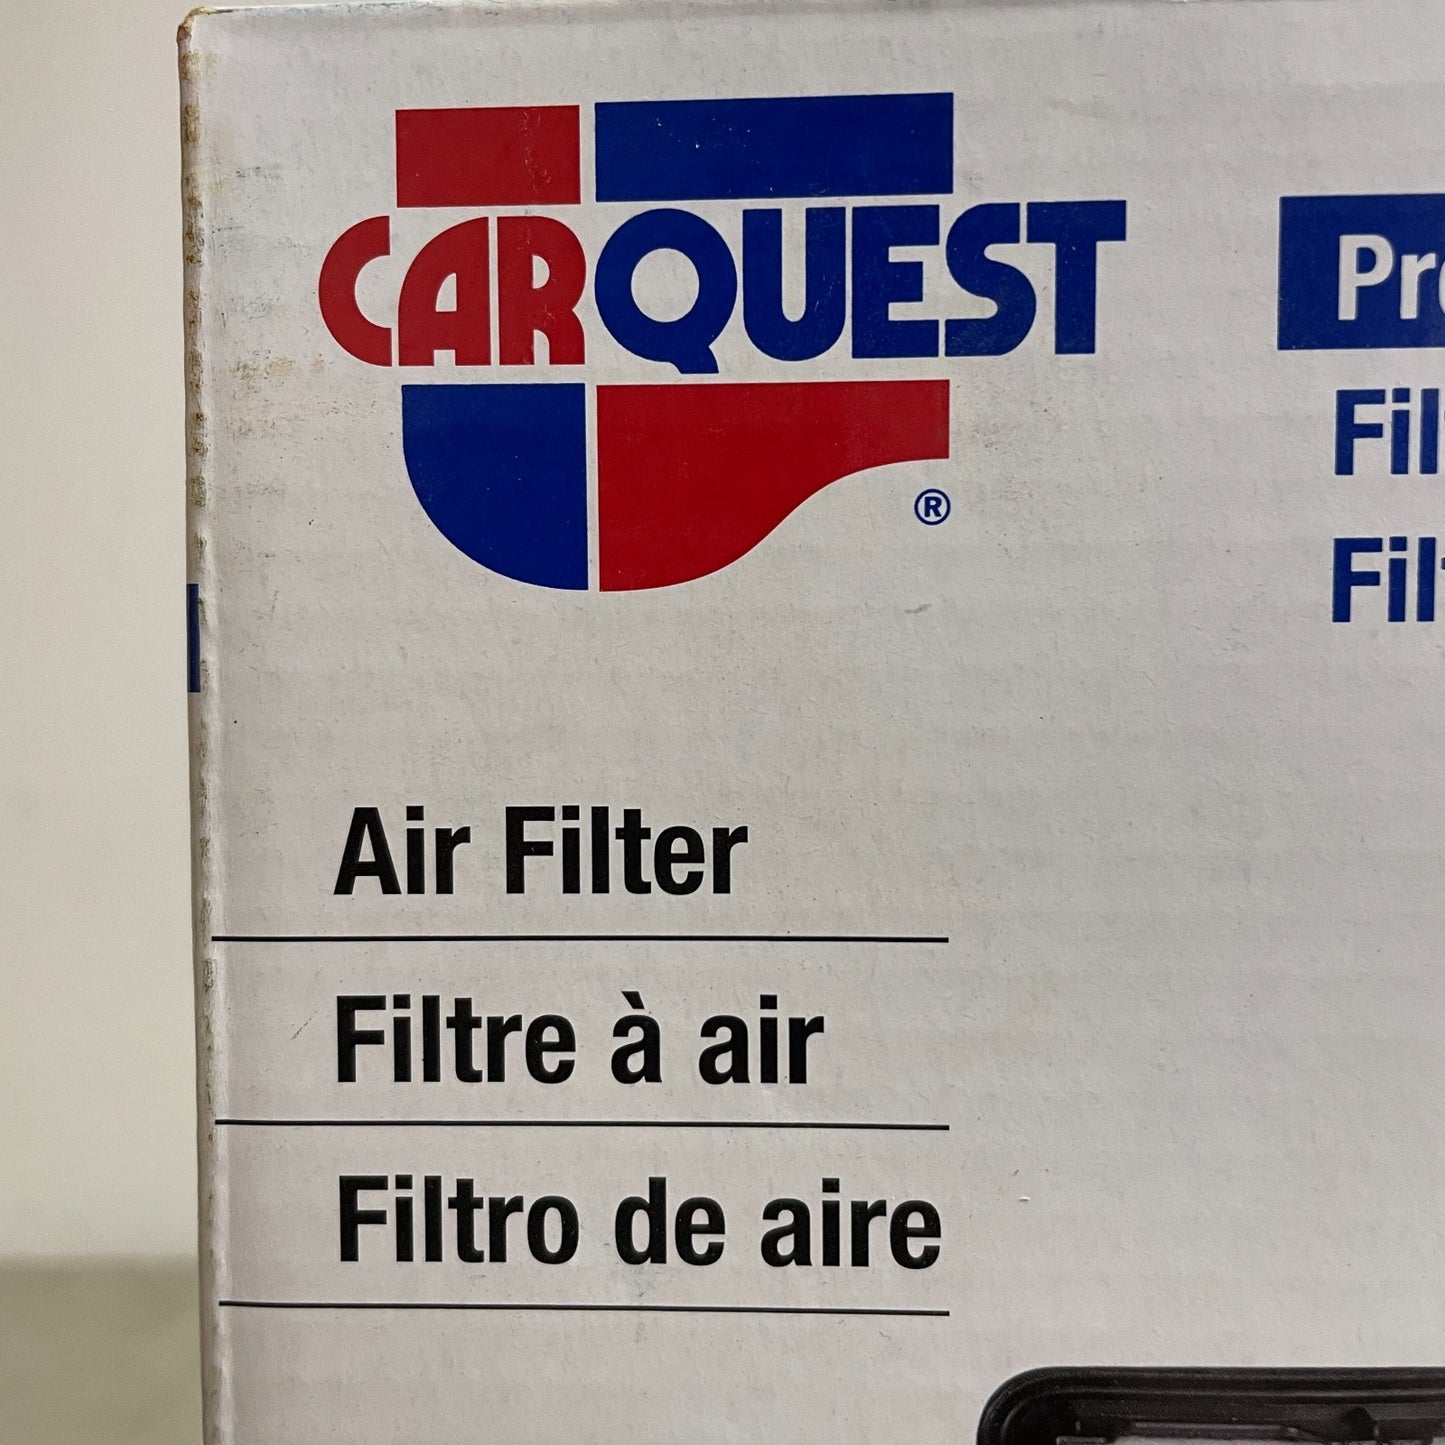 CARQUEST
®
Air Filter
Filtre à air
Filtro de aire